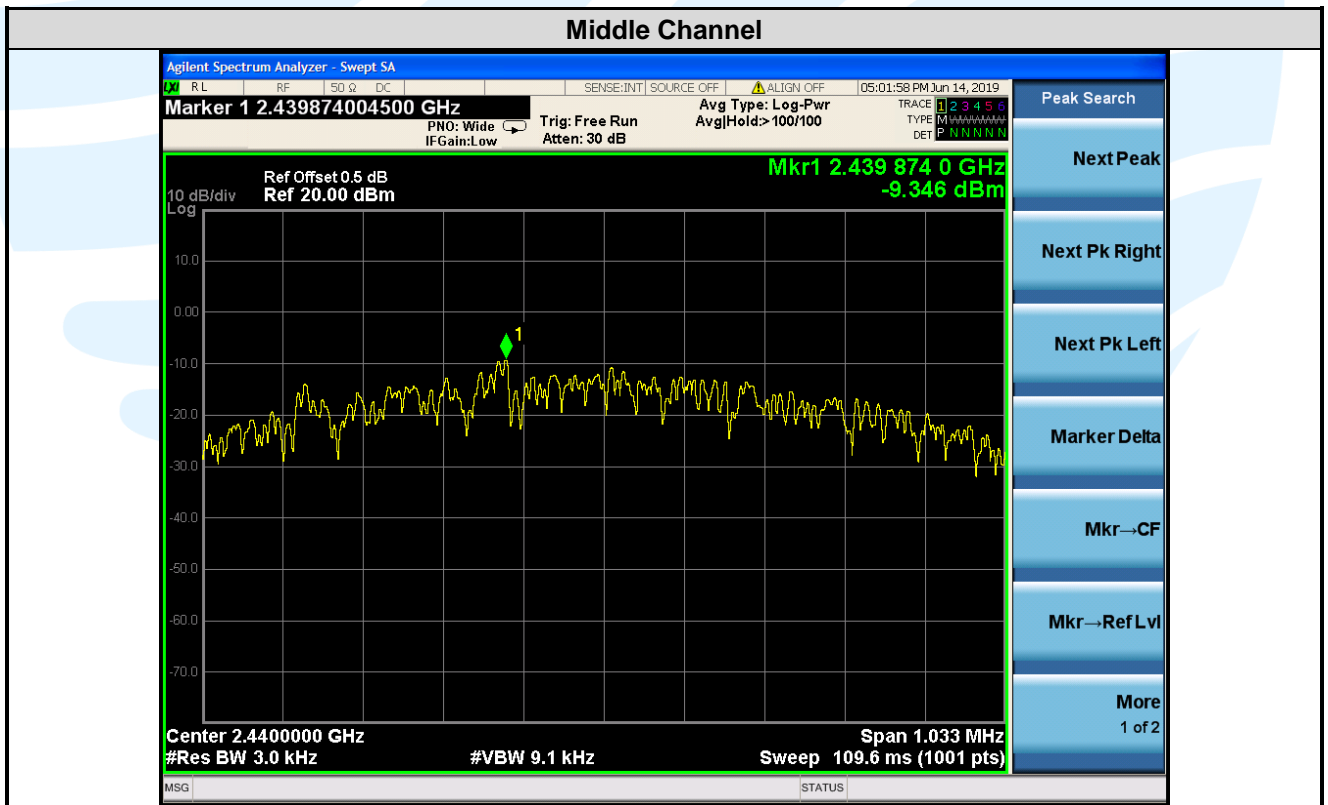 Middle Channel
Agilent Spectrum Analyzer - Swept SA
LXI RL RF 50 Ω DC SENSE:INT SOURCE OFF ALIGN OFF 05:01:58 PM Jun 14, 2019
Marker 1 2.439874004500 GHz
PNO: Wide
IFGain:Low
Trig: Free Run
Atten: 30 dB
Avg Type: Log-Pwr
Avg|Hold:>100/100
TRACE 1 2 3 4 5 6
TYPE M
DET P N N N N N
Peak Search
Mkr1 2.439 874 0 GHz
-9.346 dBm
Ref Offset 0.5 dB
10 dB/div Ref 20.00 dBm
Log
10.0
0.00
-10.0
-20.0
-30.0
-40.0
-50.0
-60.0
-70.0
1
Center 2.4400000 GHz
Span 1.033 MHz
#Res BW 3.0 kHz
#VBW 9.1 kHz
Sweep 109.6 ms (1001 pts)
Next Peak
Next Pk Right
Next Pk Left
Marker Delta
Mkr→CF
Mkr→Ref Lvl
More
1 of 2
MSG
STATUS